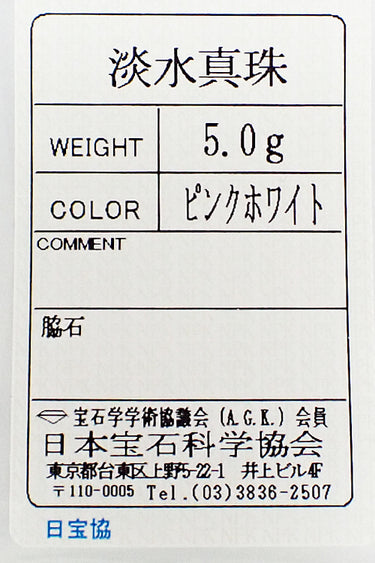 淡水真珠
WEIGHT 5.0g
COLOR ピンクホワイト
COMMENT
脇石
宝石学学術協議会(A.G.K.)会員
日本宝石科学協会
東京都台東区上野5-22-1 井上ビル4F
〒110-0005 Tel.(03)3836-2507
日宝協